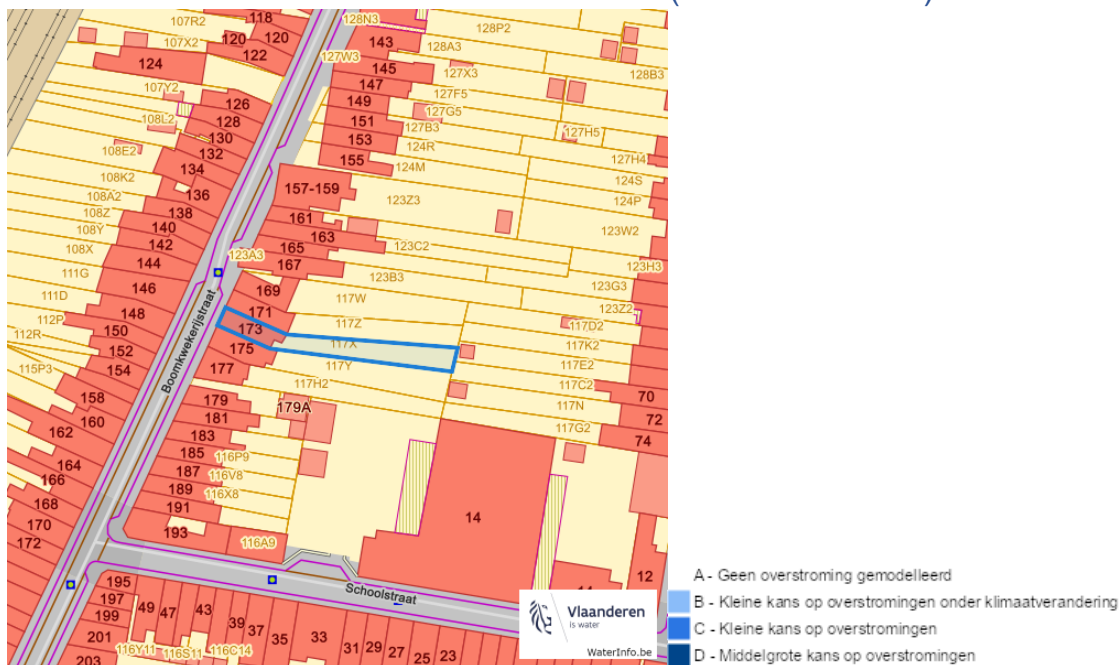 107R2
118
128N3
128P2
107X2
120
120
122
143
128A3
127W3
124
145
127X3
128B3
107Y2
147
127F5
126
149
127G5
108L2
128
151
127B3
127H5
130
153
124R
108E2
132
155
124M
127H4
134
108K2
157-159
124S
136
123Z3
124P
108A2
138
161
108Z
140
163
123W2
108Y
142
165
123C2
108X
123A3
167
123H3
144
111G
169
123B3
123G3
146
117W
111D
171
123Z2
148
117Z
117D2
112P
173
150
117X
117K2
112R
175
152
117Y
117E2
115P3
154
177
117H2
117C2
70
158
179
179A
117N
72
160
181
117G2
74
162
183
185
116P9
164
187
116V8
166
189
116X8
168
191
14
170
193
172
116A9
12
Boomkwekerijstraat
Schoolstraat
195
197
199
201
203
49
47
43
39
37
35
33
31
29
27
25
23
116Y11
116S11
116C14
Vlaanderen
is water
WaterInfo.be
A - Geen overstroming gemodelleerd
B - Kleine kans op overstromingen onder klimaatverandering
C - Kleine kans op overstromingen
D - Middelgrote kans op overstromingen